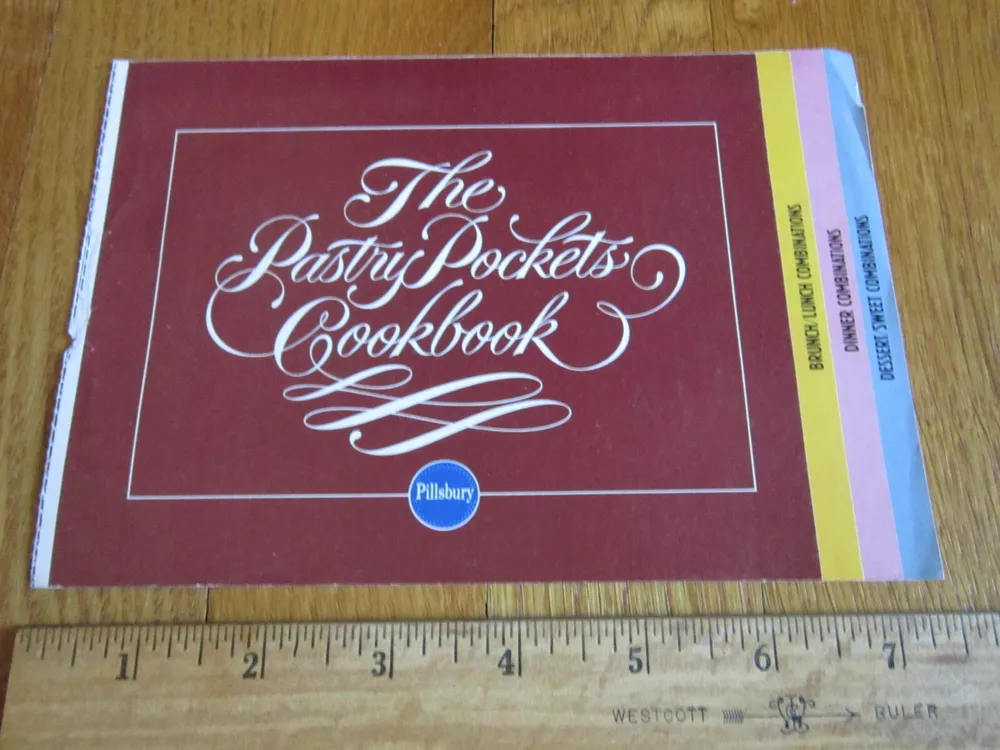 The
Pastry Pockets
Cookbook
Pillsbury
BRUNCH/LUNCH COMBINATIONS
DINNER COMBINATIONS
DESSERT/SWEET COMBINATIONS
1 2 3 4 5 6 7
WESTCOTT RULER